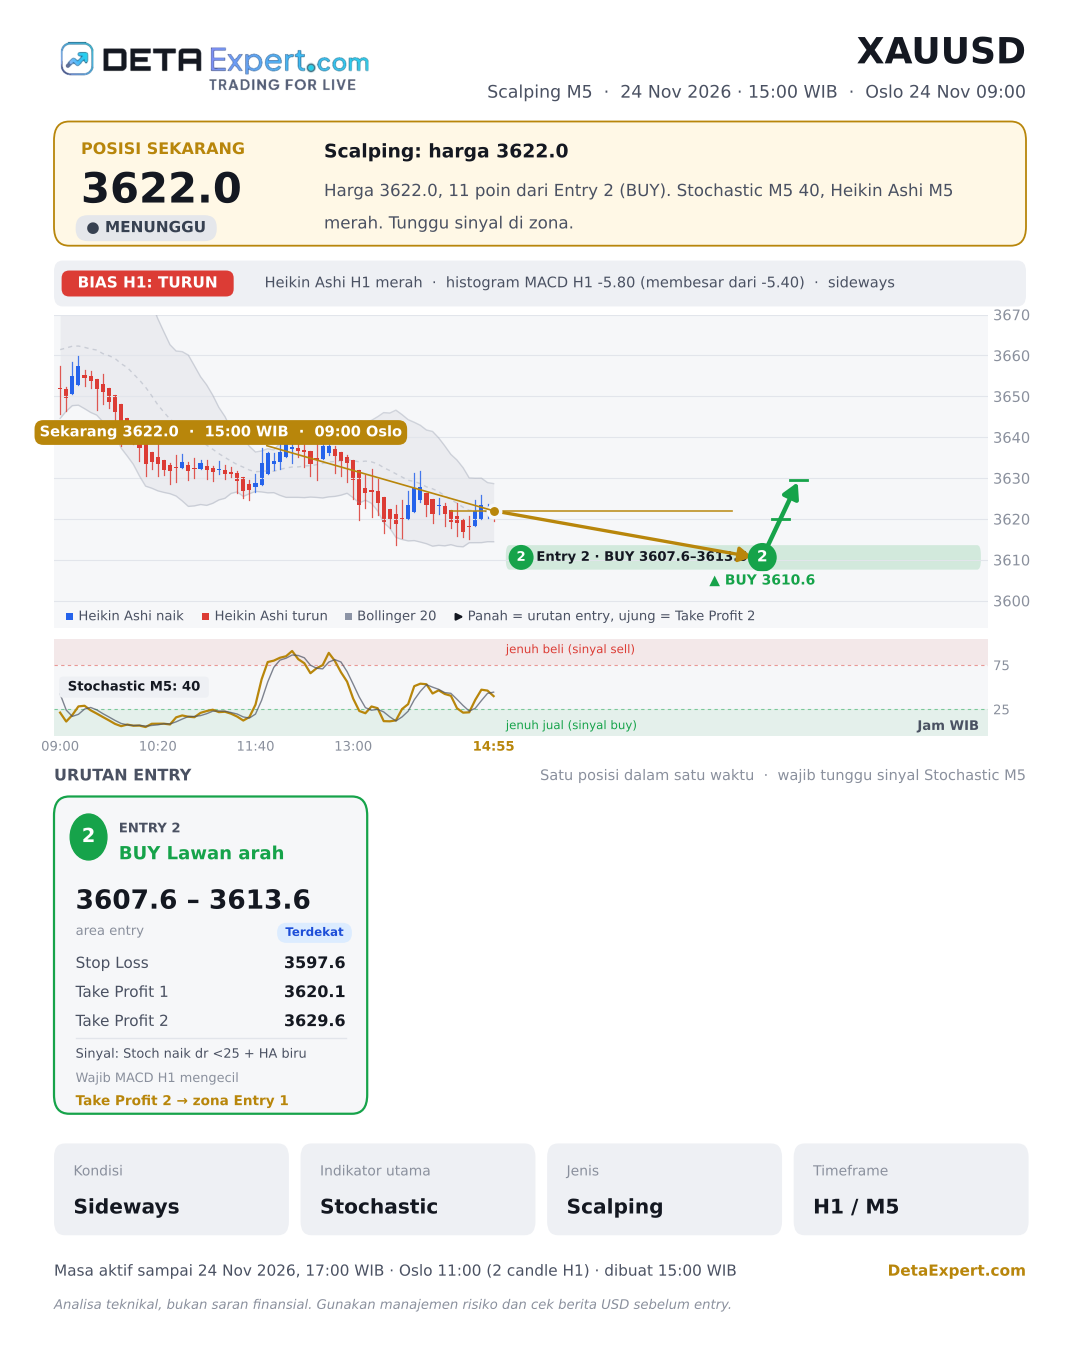 DETA Expert.com
TRADING FOR LIVE
XAUUSD
Scalping M5 · 24 Nov 2026 · 15:00 WIB · Oslo 24 Nov 09:00
POSISI SEKARANG
3622.0
● MENUNGGU
Scalping: harga 3622.0
Harga 3622.0, 11 poin dari Entry 2 (BUY). Stochastic M5 40, Heikin Ashi M5
merah. Tunggu sinyal di zona.
BIAS H1: TURUN
Heikin Ashi H1 merah · histogram MACD H1 -5.80 (membesar dari -5.40) · sideways
3670
3660
3650
3640
3630
3620
3610
3600
Sekarang 3622.0 · 15:00 WIB · 09:00 Oslo
2 Entry 2 · BUY 3607.6–3613.
2
▲ BUY 3610.6
Heikin Ashi naik
Heikin Ashi turun
Bollinger 20
Panah = urutan entry, ujung = Take Profit 2
jenuh beli (sinyal sell)
75
Stochastic M5: 40
25
jenuh jual (sinyal buy)
Jam WIB
09:00
10:20
11:40
13:00
14:55
URUTAN ENTRY
Satu posisi dalam satu waktu · wajib tunggu sinyal Stochastic M5
2
ENTRY 2
BUY Lawan arah
3607.6 – 3613.6
area entry
Terdekat
Stop Loss 3597.6
Take Profit 1 3620.1
Take Profit 2 3629.6
Sinyal: Stoch naik dr <25 + HA biru
Wajib MACD H1 mengecil
Take Profit 2 → zona Entry 1
Kondisi
Sideways
Indikator utama
Stochastic
Jenis
Scalping
Timeframe
H1 / M5
Masa aktif sampai 24 Nov 2026, 17:00 WIB · Oslo 11:00 (2 candle H1) · dibuat 15:00 WIB
DetaExpert.com
Analisa teknikal, bukan saran finansial. Gunakan manajemen risiko dan cek berita USD sebelum entry.